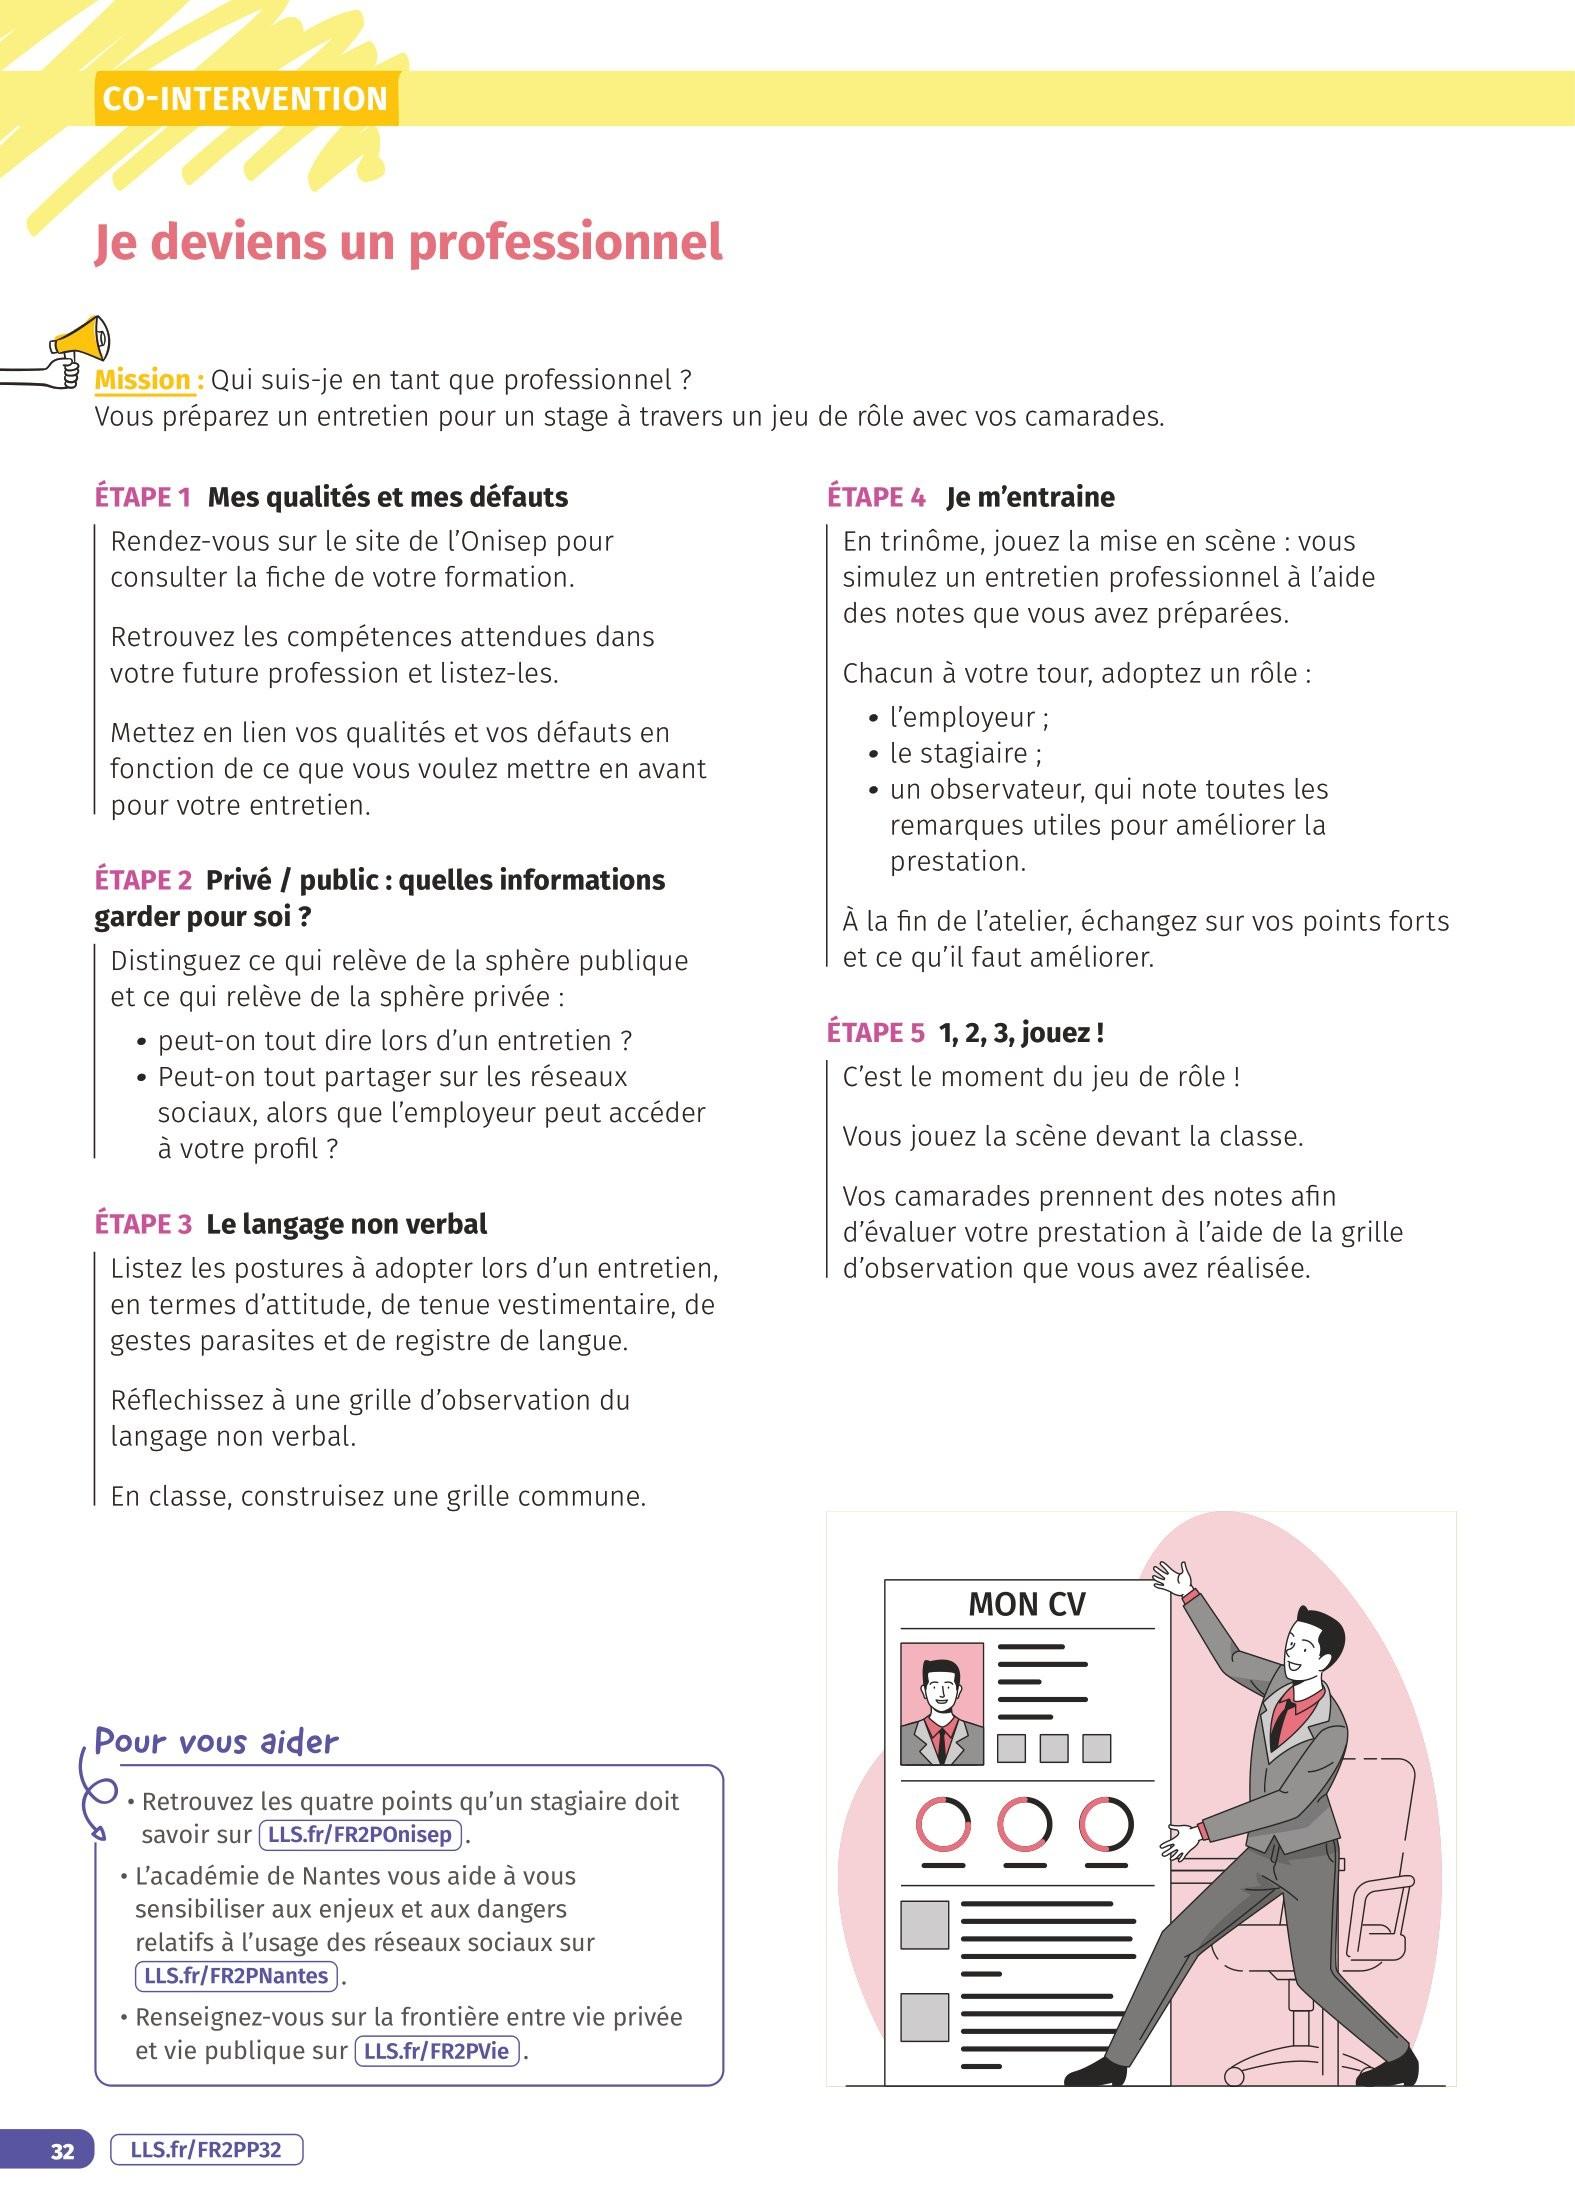 CO-INTERVENTION
Je deviens un professionnel
Mission : Qui suis-je en tant que professionnel ?
Vous préparez un entretien pour un stage à travers un jeu de rôle avec vos camarades.
ÉTAPE 1 Mes qualités et mes défauts
Rendez-vous sur le site de l’Onisep pour
consulter la fiche de votre formation.
Retrouvez les compétences attendues dans
votre future profession et listez-les.
Mettez en lien vos qualités et vos défauts en
fonction de ce que vous voulez mettre en avant
pour votre entretien.
ÉTAPE 2 Privé / public : quelles informations
garder pour soi ?
Distinguez ce qui relève de la sphère publique
et ce qui relève de la sphère privée :
• peut-on tout dire lors d’un entretien ?
• Peut-on tout partager sur les réseaux
sociaux, alors que l’employeur peut accéder
à votre profil ?
ÉTAPE 3 Le langage non verbal
Listez les postures à adopter lors d’un entretien,
en termes d’attitude, de tenue vestimentaire, de
gestes parasites et de registre de langue.
Réflechissez à une grille d’observation du
langage non verbal.
En classe, construisez une grille commune.
ÉTAPE 4 Je m’entraine
En trinôme, jouez la mise en scène : vous
simulez un entretien professionnel à l’aide
des notes que vous avez préparées.
Chacun à votre tour, adoptez un rôle :
• l’employeur ;
• le stagiaire ;
• un observateur, qui note toutes les
remarques utiles pour améliorer la
prestation.
À la fin de l’atelier, échangez sur vos points forts
et ce qu’il faut améliorer.
ÉTAPE 5 1, 2, 3, jouez !
C’est le moment du jeu de rôle !
Vous jouez la scène devant la classe.
Vos camarades prennent des notes afin
d’évaluer votre prestation à l’aide de la grille
d’observation que vous avez réalisée.
Pour vous aider
• Retrouvez les quatre points qu’un stagiaire doit
savoir sur LLS.fr/FR2POnisep .
• L’académie de Nantes vous aide à vous
sensibiliser aux enjeux et aux dangers
relatifs à l’usage des réseaux sociaux sur
LLS.fr/FR2PNantes .
• Renseignez-vous sur la frontière entre vie privée
et vie publique sur LLS.fr/FR2PVie .
MON CV
32 LLS.fr/FR2PP32